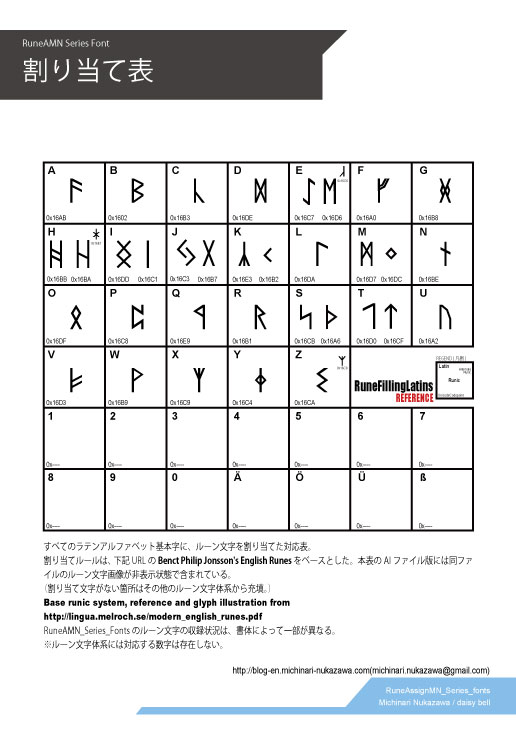 RuneAMN Series Font
割り当て表
A B C D E F G
0x16AB 0x1602 0x16B3 0x16DE 0x16C7 0x16D6 0x16A0 0x16B8
H I J K L M N
0x16BB 0x16BA 0x16DD 0x16C1 0x16C3 0x16B7 0x16E3 0x16B2 0x16DA 0x16D7 0x16DC 0x16BE
O P Q R S T U
0x16DF 0x16C8 0x16E9 0x16B1 0x16CB 0x16A6 0x16D0 0x16CF 0x16A2
V W X Y Z
0x16D3 0x16B9 0x16C9 0x16C4 0x16CA
RuneFillingLatins
REFERENCE
Latin
Runic
1 2 3 4 5 6 7
0x---- 0x---- 0x---- 0x---- 0x---- 0x---- 0x----
8 9 0 Ä Ö Ü ß
0x---- 0x---- 0x---- 0x---- 0x---- 0x---- 0x----
すべてのラテンアルファベット基本字に、ルーン文字を割り当てた対応表。
割り当てルールは、下記 URL の Benct Philip Jonsson's English Runes をベースとした。本表の AI ファイル版には同ファ
イルのルーン文字画像が非表示状態で含まれている。
（割り当て文字がない箇所はその他のルーン文字体系から充填。）
Base runic system, reference and glyph illustration from
http://lingua.melroch.se/modern_english_runes.pdf
RuneAMN_Series_Fonts のルーン文字の収録状況は、書体によって一部が異なる。
※ルーン文字体系には対応する数字は存在しない。
http://blog-en.michinari-nukazawa.com(michinari.nukazawa@gmail.com)
RuneAssignMN_Series_fonts
Michinari Nukazawa / daisy bell